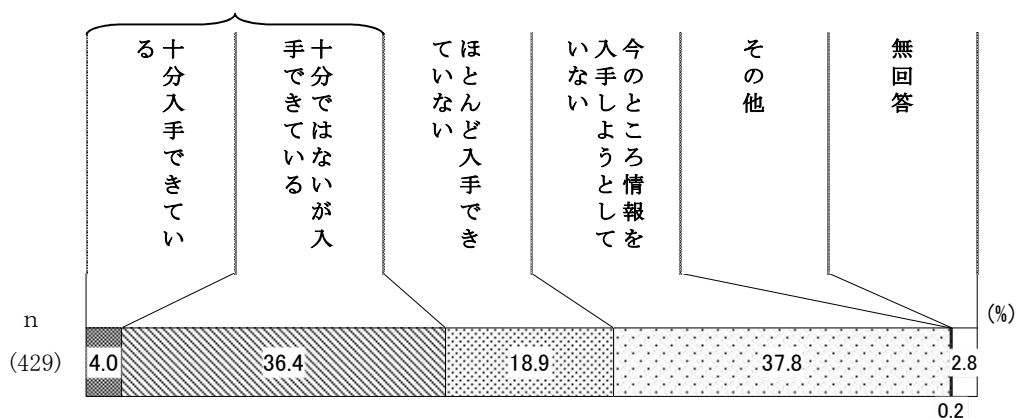 十分入手できてい
る
十分ではないが入
手できている
ほとんど入手でき
ていない
今のところ情報を
入手しようとして
いない
その他
無回答
(%)
n
(429)
4.0
36.4
18.9
37.8
2.8
0.2